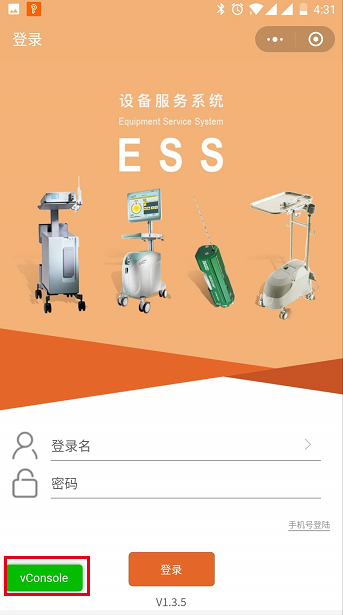 4:31
登录
设备服务系统
Equipment Service System
ESS
登录名
密码
手机号登陆
登录
vConsole
V1.3.5